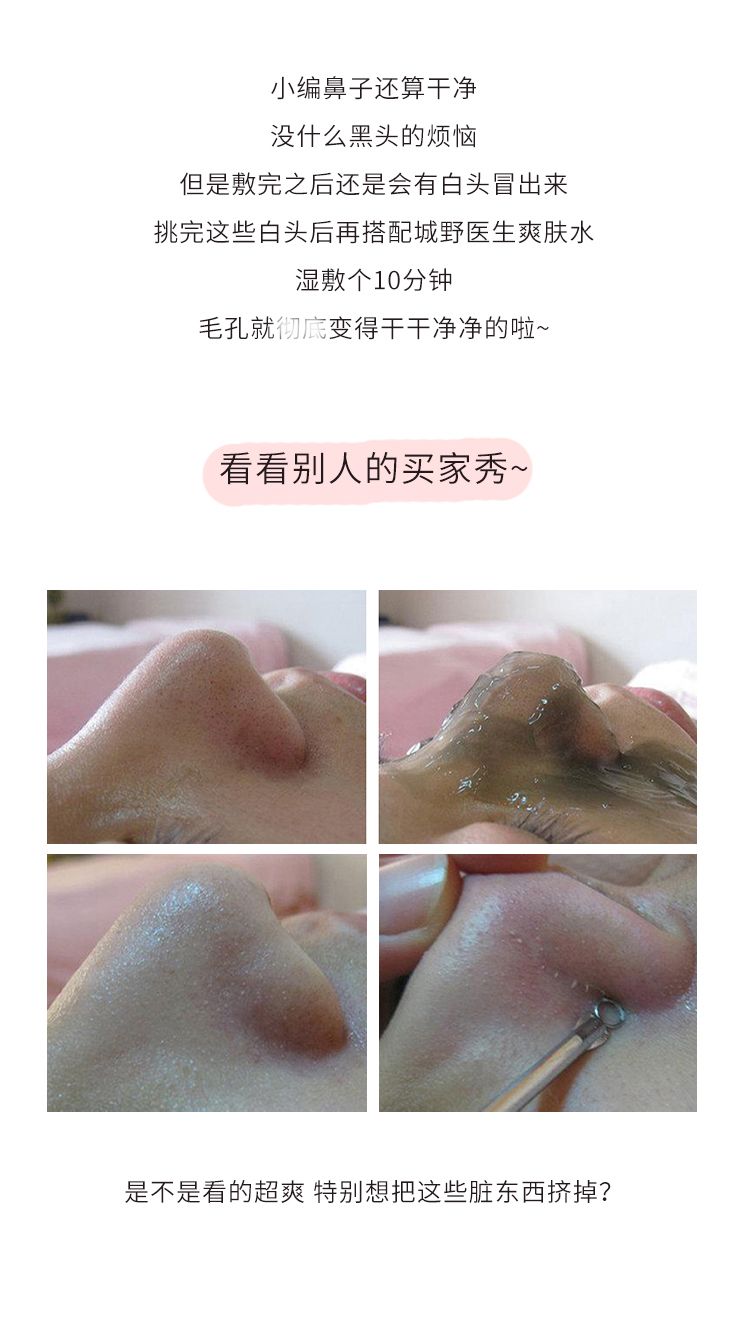 小编鼻子还算干净
没什么黑头的烦恼
但是敷完之后还是会有白头冒出来
挑完这些白头后再搭配城野医生爽肤水
湿敷个10分钟
毛孔就彻底变得干干净净的啦~
看看别人的买家秀~
是不是看的超爽 特别想把这些脏东西挤掉?